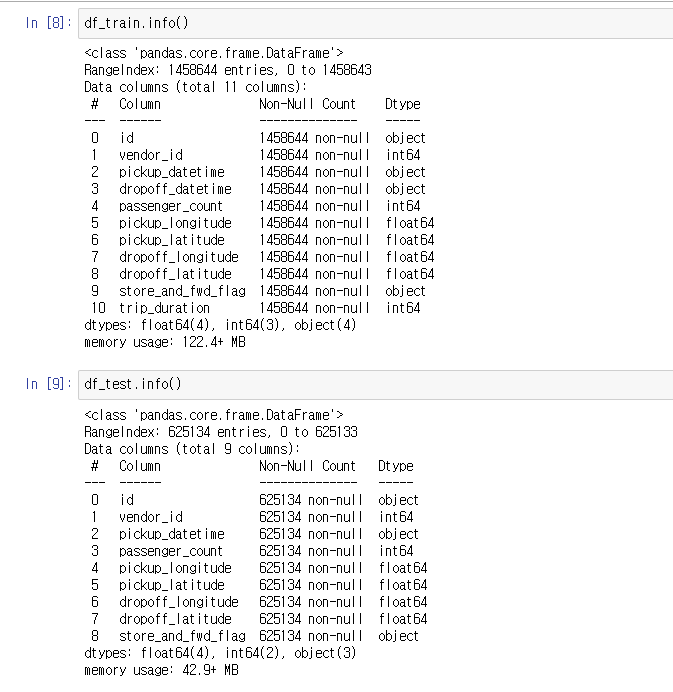 In [8]: df_train.info()
<class 'pandas.core.frame.DataFrame'>
RangeIndex: 1458644 entries, 0 to 1458643
Data columns (total 11 columns):
 #   Column              Non-Null Count    Dtype
---  ------              --------------    -----
 0   id                  1458644 non-null  object
 1   vendor_id           1458644 non-null  int64
 2   pickup_datetime     1458644 non-null  object
 3   dropoff_datetime    1458644 non-null  object
 4   passenger_count     1458644 non-null  int64
 5   pickup_longitude    1458644 non-null  float64
 6   pickup_latitude     1458644 non-null  float64
 7   dropoff_longitude   1458644 non-null  float64
 8   dropoff_latitude    1458644 non-null  float64
 9   store_and_fwd_flag  1458644 non-null  object
 10  trip_duration       1458644 non-null  int64
dtypes: float64(4), int64(3), object(4)
memory usage: 122.4+ MB
In [9]: df_test.info()
<class 'pandas.core.frame.DataFrame'>
RangeIndex: 625134 entries, 0 to 625133
Data columns (total 9 columns):
 #   Column              Non-Null Count   Dtype
---  ------              --------------   -----
 0   id                  625134 non-null  object
 1   vendor_id           625134 non-null  int64
 2   pickup_datetime     625134 non-null  object
 3   passenger_count     625134 non-null  int64
 4   pickup_longitude    625134 non-null  float64
 5   pickup_latitude     625134 non-null  float64
 6   dropoff_longitude   625134 non-null  float64
 7   dropoff_latitude    625134 non-null  float64
 8   store_and_fwd_flag  625134 non-null  object
dtypes: float64(4), int64(2), object(3)
memory usage: 42.9+ MB